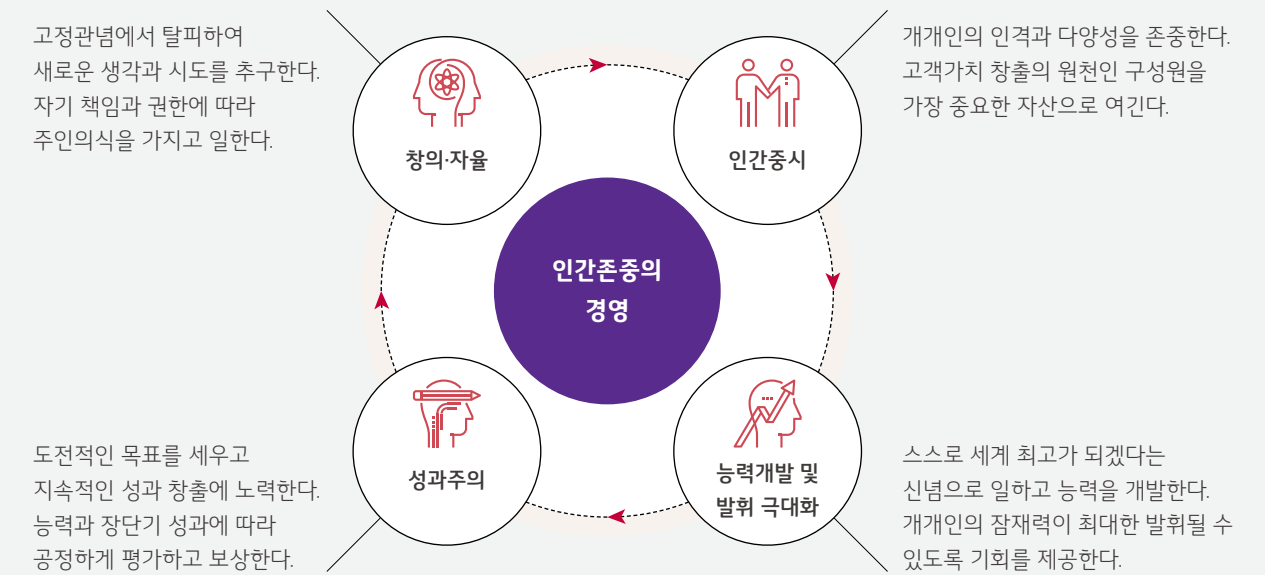 고정관념에서 탈피하여
새로운 생각과 시도를 추구한다.
자기 책임과 권한에 따라
주인의식을 가지고 일한다.
창의·자율
개개인의 인격과 다양성을 존중한다.
고객가치 창출의 원천인 구성원을
가장 중요한 자산으로 여긴다.
인간중시
인간존중의
경영
도전적인 목표를 세우고
지속적인 성과 창출에 노력한다.
능력과 장단기 성과에 따라
공정하게 평가하고 보상한다.
성과주의
능력개발 및
발휘 극대화
스스로 세계 최고가 되겠다는
신념으로 일하고 능력을 개발한다.
개개인의 잠재력이 최대한 발휘될 수
있도록 기회를 제공한다.